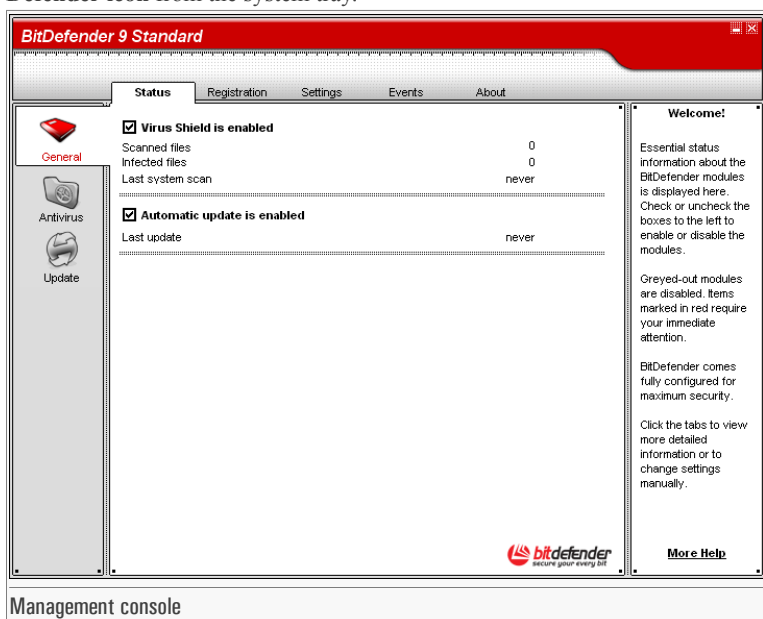 Defender icon from the system tray.
BitDefender 9 Standard
Status Registration Settings Events About
General
Antivirus
Update
Virus Shield is enabled
Scanned files 0
Infected files 0
Last system scan never
Automatic update is enabled
Last update never
bitdefender
secure your every bit
Welcome!
Essential status
information about the
BitDefender modules
is displayed here.
Check or uncheck the
boxes to the left to
enable or disable the
modules.
Greyed-out modules
are disabled. Items
marked in red require
your immediate
attention.
BitDefender comes
fully configured for
maximum security.
Click the tabs to view
more detailed
information or to
change settings
manually.
More Help
Management console